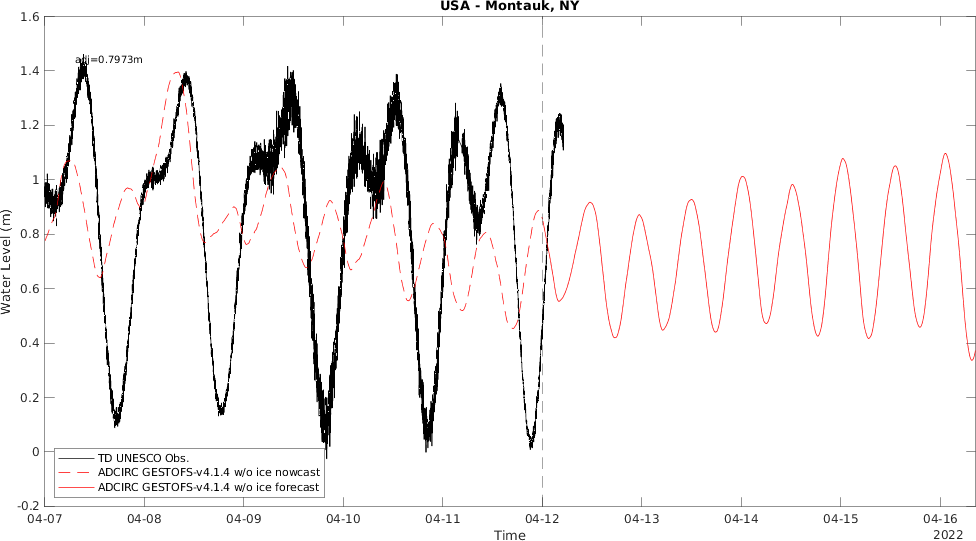 USA - Montauk, NY
1.6
1.4
1.2
1
0.8
0.6
0.4
0.2
0
-0.2
Water Level (m)
adj=0.7973m
TD UNESCO Obs.
ADCIRC GESTOFS-v4.1.4 w/o ice nowcast
ADCIRC GESTOFS-v4.1.4 w/o ice forecast
04-07 04-08 04-09 04-10 04-11 04-12 04-13 04-14 04-15 04-16
Time
2022